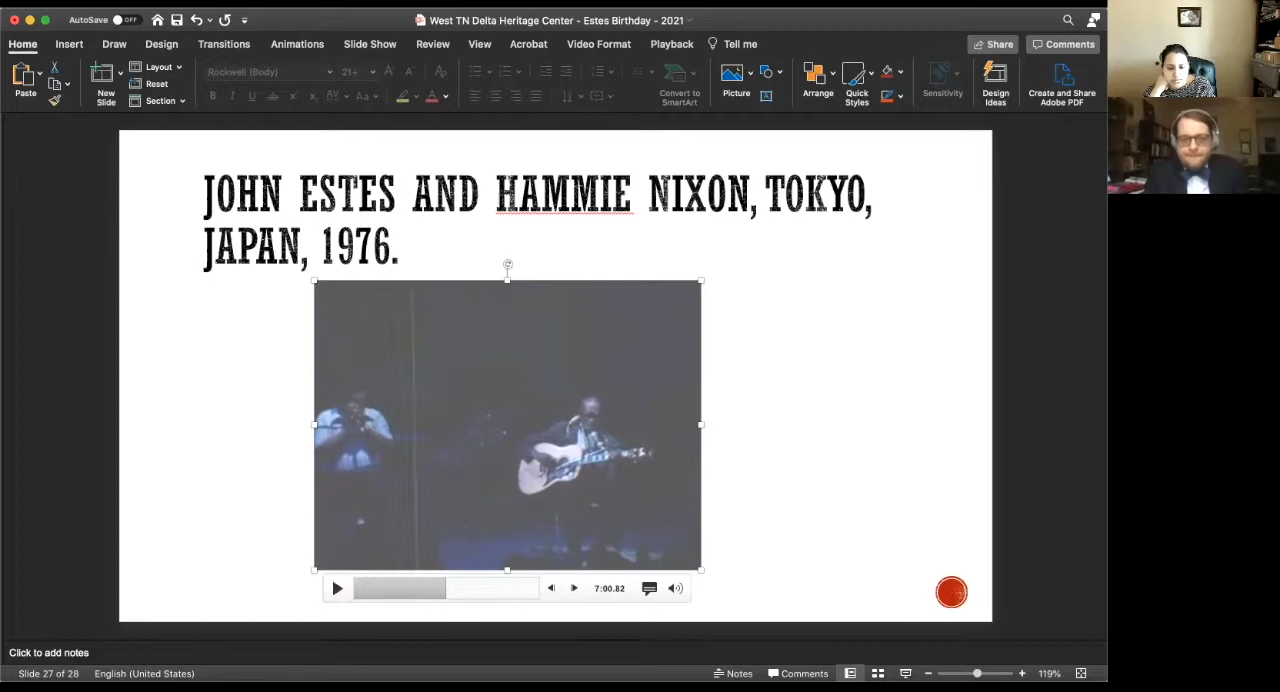 AutoSave OFF
West TN Delta Heritage Center - Estes Birthday - 2021
Home Insert Draw Design Transitions Animations Slide Show Review View Acrobat Video Format Playback Tell me Share Comments
Paste
New Slide
Layout
Reset
Section
Rockwell (Body) 21+
Convert to SmartArt
Picture
Arrange
Quick Styles
Sensitivity
Design Ideas
Create and Share Adobe PDF
JOHN ESTES AND HAMMIE NIXON, TOKYO,
JAPAN, 1976.
7:00.82
Click to add notes
Slide 27 of 28 English (United States) Notes Comments 119%